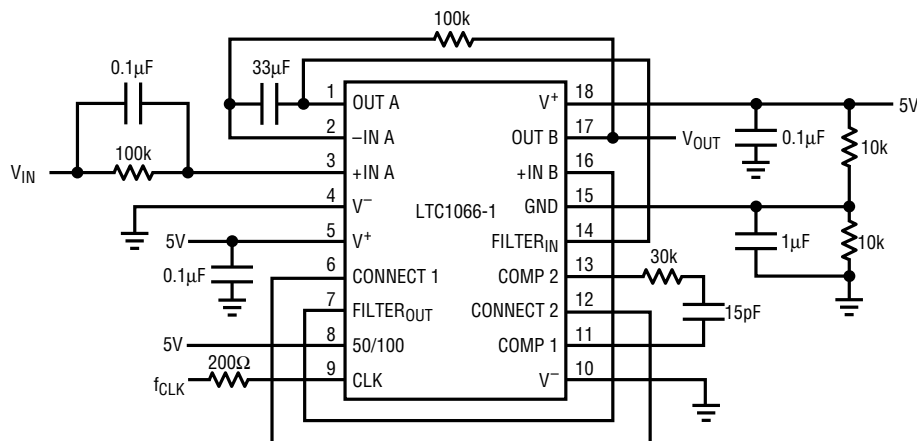 100k
0.1µF
33µF
1 OUT A
2 –IN A
3 +IN A
4 V–
5 V+
6 CONNECT 1
7 FILTEROUT
8 50/100
9 CLK
LTC1066-1
V+ 18
OUT B 17
+IN B 16
GND 15
FILTERIN 14
COMP 2 13
CONNECT 2 12
COMP 1 11
V– 10
VIN
100k
5V
0.1µF
5V
200Ω
fCLK
5V
VOUT
0.1µF
10k
1µF
10k
30k
15pF